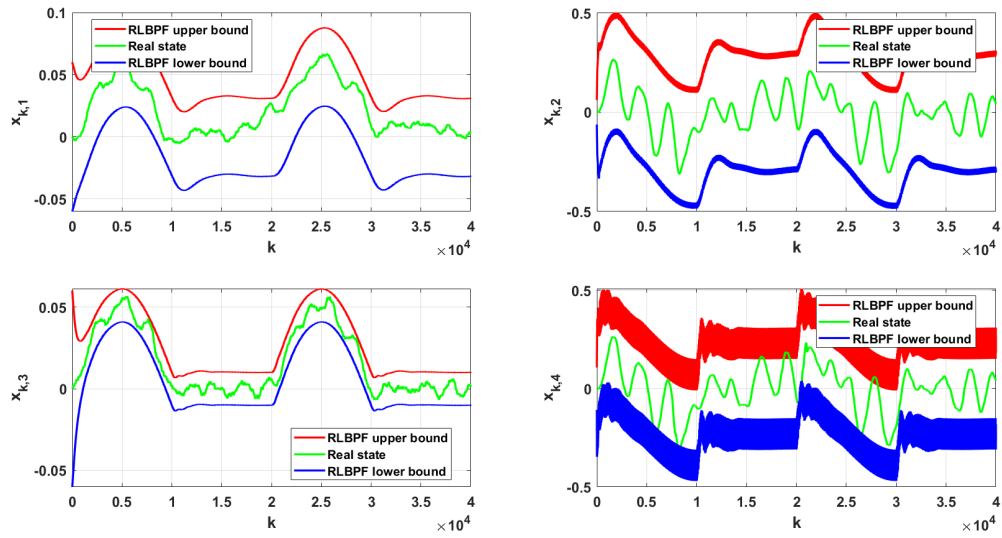 0.1
0.05
0
-0.05
x_{k,1}
RLBPF upper bound
Real state
RLBPF lower bound
0 0.5 1 1.5 2 2.5 3 3.5 4
k
×10^4
0.5
0
-0.5
x_{k,2}
RLBPF upper bound
Real state
RLBPF lower bound
0 0.5 1 1.5 2 2.5 3 3.5 4
k
×10^4
0.05
0
-0.05
x_{k,3}
RLBPF upper bound
Real state
RLBPF lower bound
0 0.5 1 1.5 2 2.5 3 3.5 4
k
×10^4
0.5
0
-0.5
x_{k,4}
RLBPF upper bound
Real state
RLBPF lower bound
0 0.5 1 1.5 2 2.5 3 3.5 4
k
×10^4